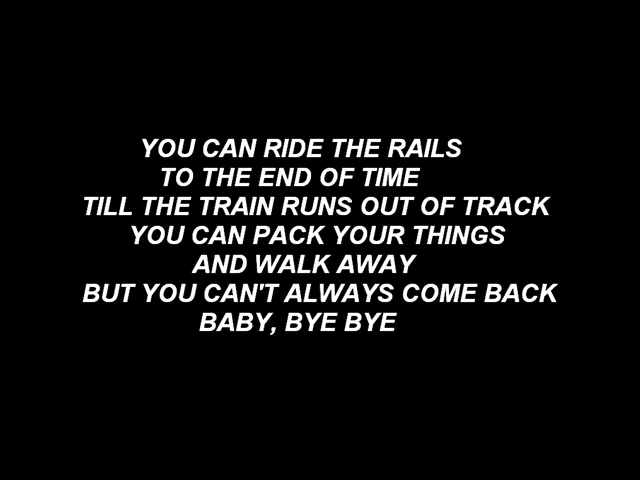 YOU CAN RIDE THE RAILS
TO THE END OF TIME
TILL THE TRAIN RUNS OUT OF TRACK
YOU CAN PACK YOUR THINGS
AND WALK AWAY
BUT YOU CAN'T ALWAYS COME BACK
BABY, BYE BYE